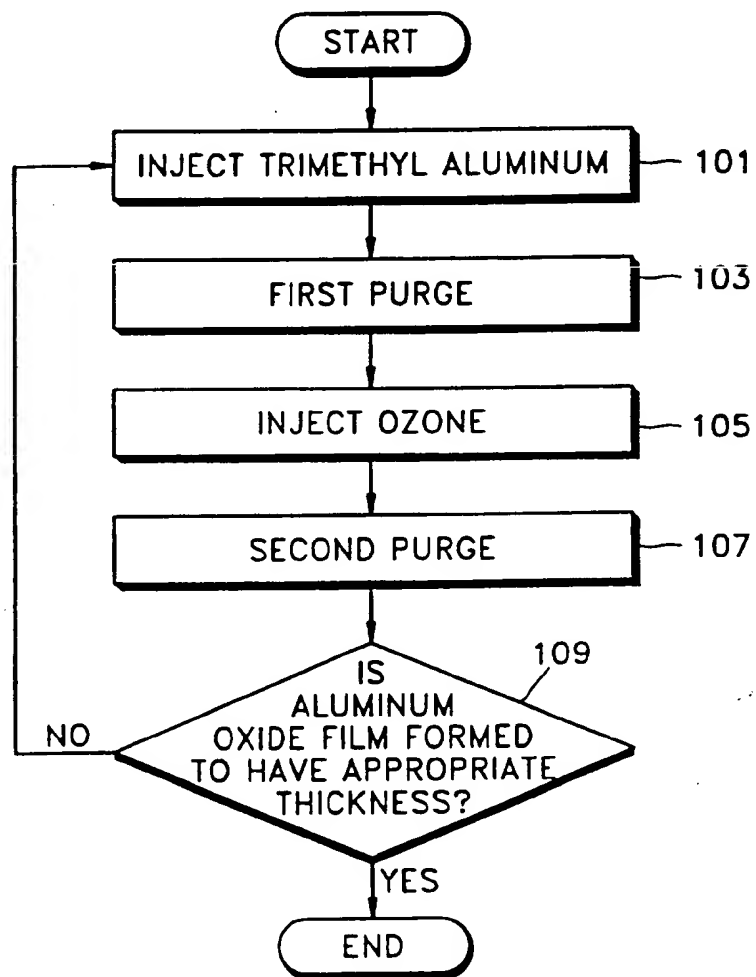 START
INJECT TRIMETHYL ALUMINUM
101
FIRST PURGE
103
INJECT OZONE
105
SECOND PURGE
107
109
IS
ALUMINUM
OXIDE FILM FORMED
TO HAVE APPROPRIATE
THICKNESS?
NO
YES
END